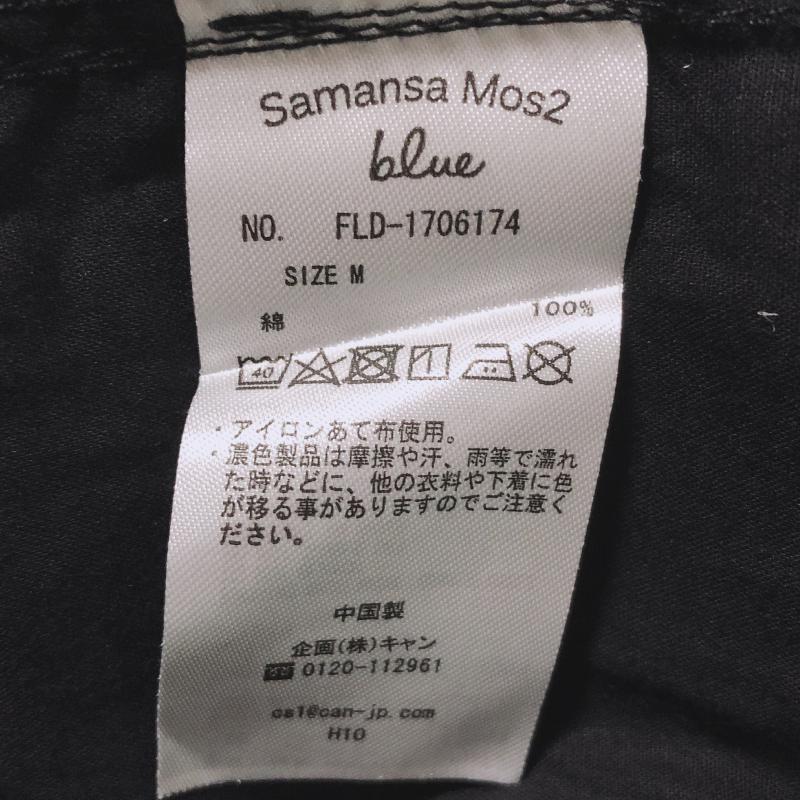 Samansa Mos2
blue
NO. FLD-1706174
SIZE M
綿 100%
40
・アイロンあて布使用。
・濃色製品は摩擦や汗、雨等で濡れ
た時などに、他の衣料や下着に色
が移る事がありますのでご注意く
ださい。
中国製
企画(株)キャン
0120-112961
cs1@can-jp.com
H10